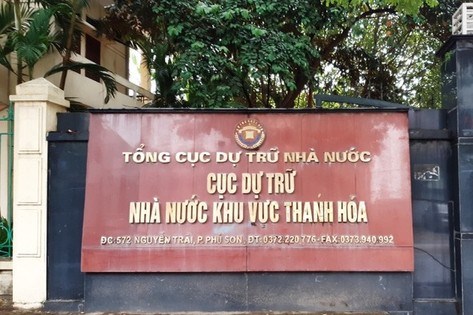 TỔNG CỤC DỰ TRỮ NHÀ NƯỚC
CỤC DỰ TRỮ
NHÀ NƯỚC KHU VỰC THANH HÓA
ĐC:572.NGUYỄN TRÃI, P.PHÚ SƠN. ĐT:0372.220.776-FAX:0373.940.992